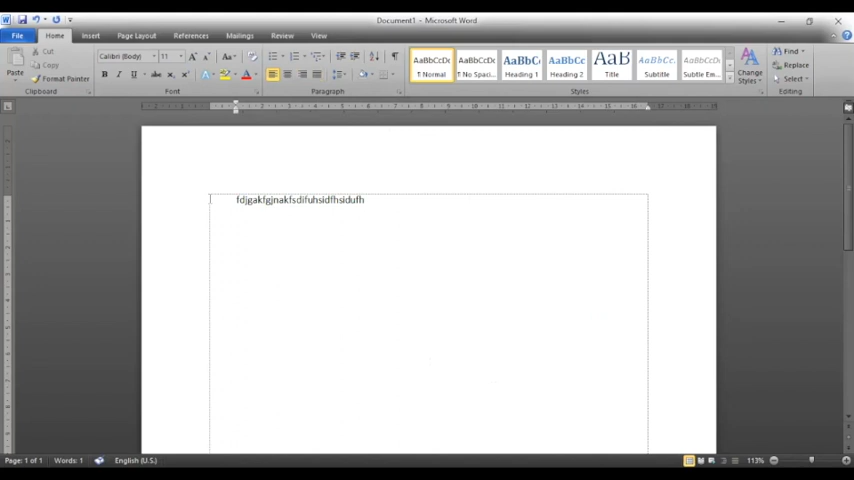 Document1 - Microsoft Word
File Home Insert Page Layout References Mailings Review View
Cut
Copy
Format Painter
Paste
Clipboard
Calibri (Body) 11
Font
Paragraph
AaBbCcDc AaBbCcDc AaBbC AaBbCc AaB AaBbCc. AaBbCcDc
¶ Normal ¶ No Spaci... Heading 1 Heading 2 Title Subtitle Subtle Em...
Change
Styles
Styles
Find
Replace
Select
Editing
fdjgakfgjnakfsdifuhsidfhsidufh
Page: 1 of 1 Words: 1 English (U.S.) 113%